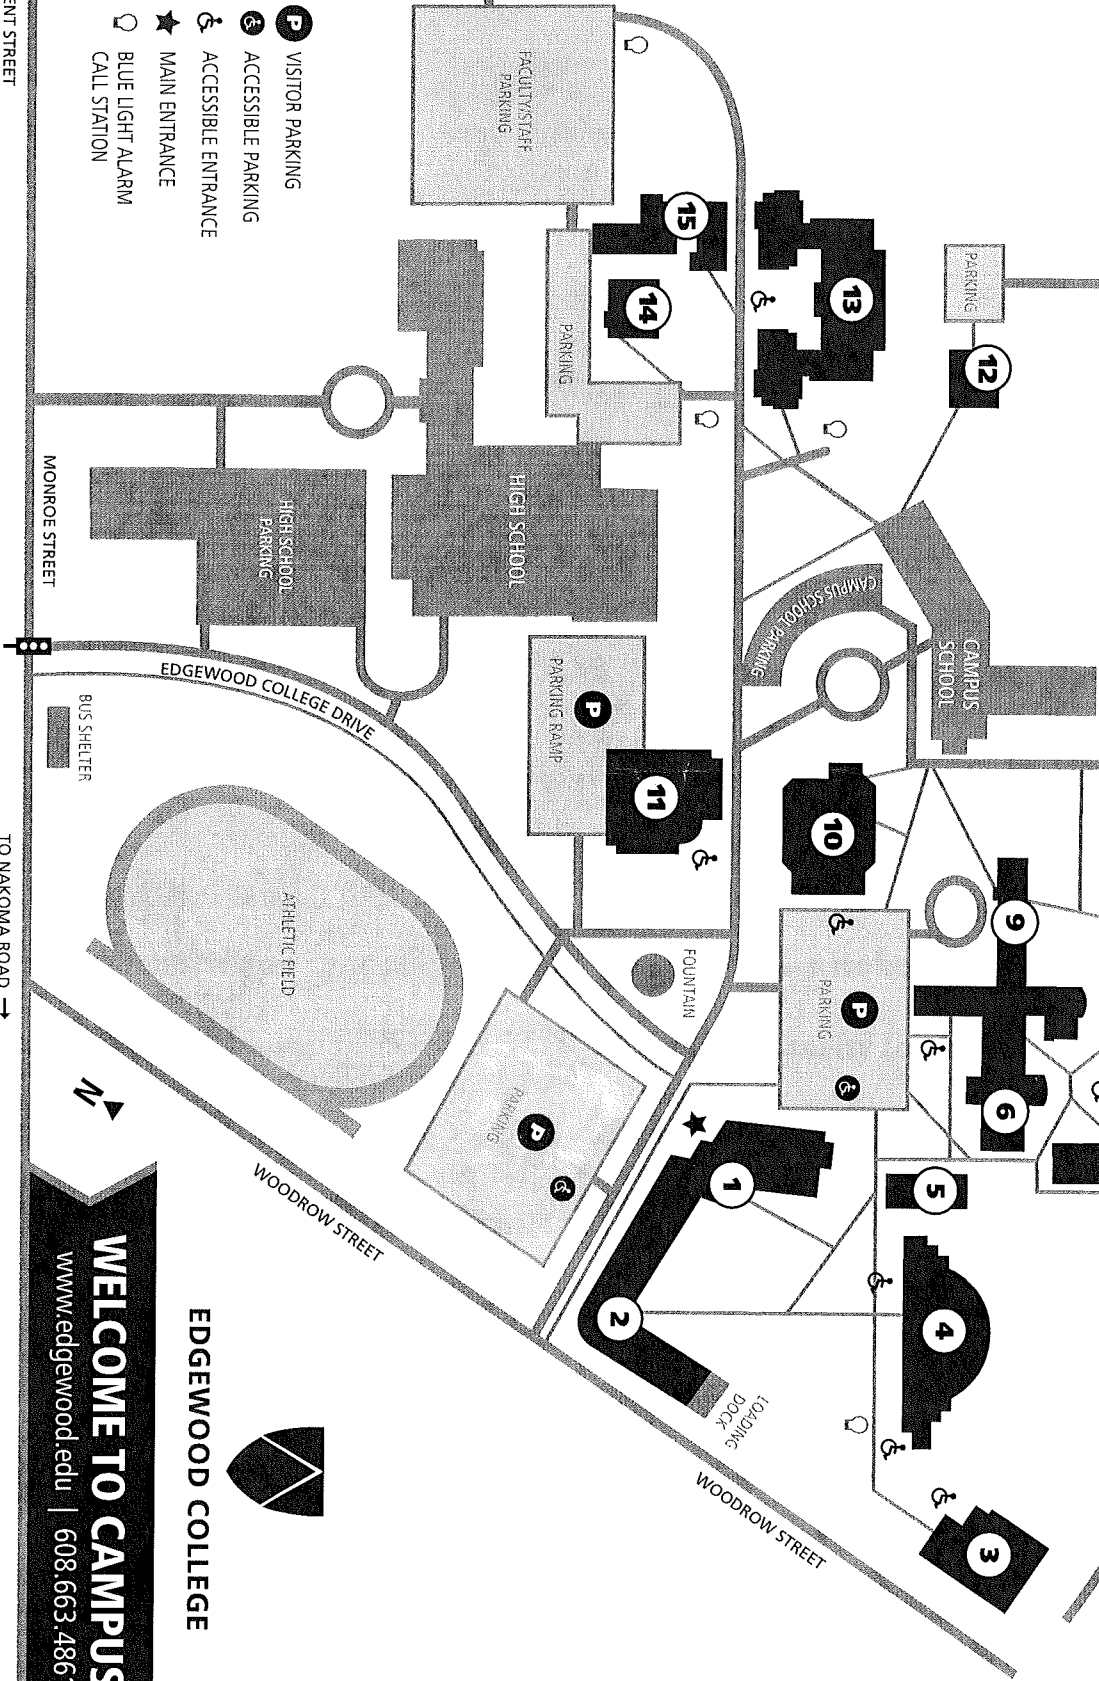 PARKING
12
13
15
14
FACULTY/STAFF
PARKING
PARKING
HIGH SCHOOL
HIGH SCHOOL
PARKING
CAMPUS
SCHOOL
CAMPUS SCHOOL PARKING
10
9
6
5
4
3
PARKING
P
PARKING RAMP
P
11
FOUNTAIN
1
2
LOADING
DOCK
PARKING
P
ATHLETIC FIELD
EDGEWOOD COLLEGE DRIVE
BUS SHELTER
MONROE STREET
WOODROW STREET
WOODROW STREET
TO NAKOMA ROAD →
ENT STREET
P VISITOR PARKING
ACCESSIBLE PARKING
ACCESSIBLE ENTRANCE
MAIN ENTRANCE
BLUE LIGHT ALARM
CALL STATION
N
EDGEWOOD COLLEGE
WELCOME TO CAMPUS
www.edgewood.edu | 608.663.486